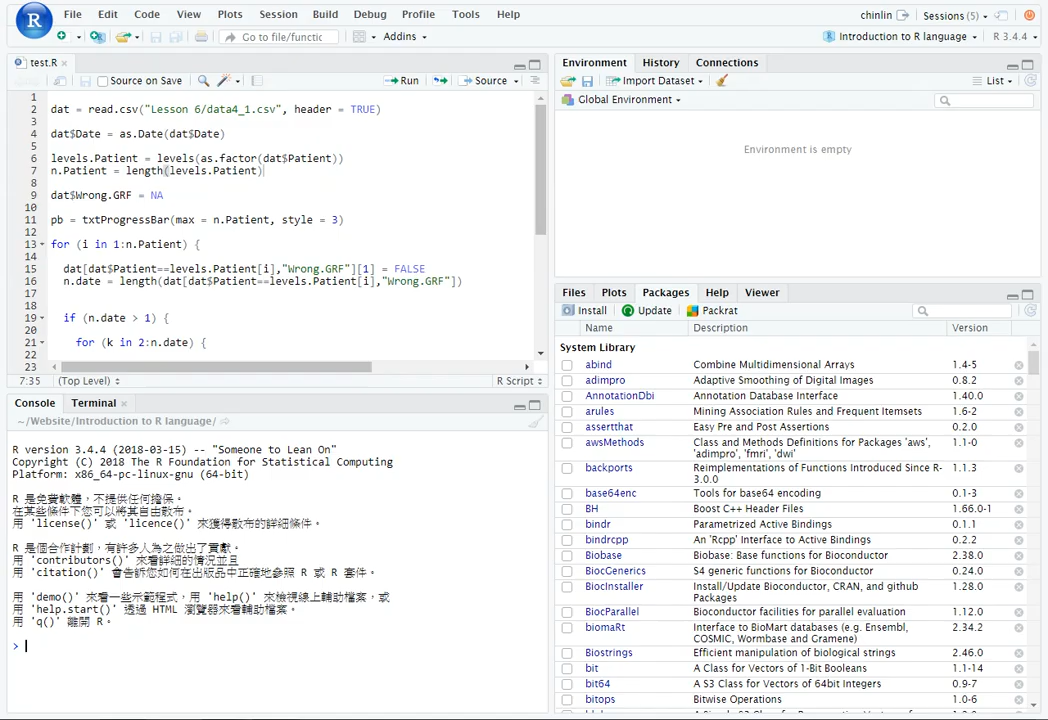 File Edit Code View Plots Session Build Debug Profile Tools Help
chinlin Sessions (5)
Go to file/functic Addins
Introduction to R language R 3.4.4
test.R
Source on Save Run Source
1
2 dat = read.csv("Lesson 6/data4_1.csv", header = TRUE)
3
4 dat$Date = as.Date(dat$Date)
5
6 levels.Patient = levels(as.factor(dat$Patient))
7 n.Patient = length(levels.Patient)
8
9 dat$Wrong.GRF = NA
10
11 pb = txtProgressBar(max = n.Patient, style = 3)
12
13 for (i in 1:n.Patient) {
14
15 dat[dat$Patient==levels.Patient[i],"Wrong.GRF"][1] = FALSE
16 n.date = length(dat[dat$Patient==levels.Patient[i],"Wrong.GRF"])
17
18
19 if (n.date > 1) {
20
21 for (k in 2:n.date) {
22
23
7:35 (Top Level) R Script
Console Terminal
~/Website/Introduction to R language/
R version 3.4.4 (2018-03-15) -- "Someone to Lean On"
Copyright (C) 2018 The R Foundation for Statistical Computing
Platform: x86_64-pc-linux-gnu (64-bit)
R 是免費軟體，不提供任何擔保。
在某些條件下您可以將其自由散布。
用 'license()' 或 'licence()' 來獲得散布的詳細條件。
R 是個合作計劃，有許多人為之做出了貢獻。
用 'contributors()' 來看詳細的情況並且
用 'citation()' 會告訴您如何在出版品中正確地參照 R 或 R 套件。
用 'demo()' 來看一些示範程式，用 'help()' 來檢視線上輔助檔案，或
用 'help.start()' 透過 HTML 瀏覽器來看輔助檔案。
用 'q()' 離開 R。
>
Environment History Connections
Import Dataset List
Global Environment
Environment is empty
Files Plots Packages Help Viewer
Install Update Packrat
Name Description Version
System Library
abind Combine Multidimensional Arrays 1.4-5
adimpro Adaptive Smoothing of Digital Images 0.8.2
AnnotationDbi Annotation Database Interface 1.40.0
arules Mining Association Rules and Frequent Itemsets 1.6-2
assertthat Easy Pre and Post Assertions 0.2.0
awsMethods Class and Methods Definitions for Packages 'aws', 1.1-0
'adimpro', 'fmri', 'dwi'
backports Reimplementations of Functions Introduced Since R- 1.1.3
3.0.0
base64enc Tools for base64 encoding 0.1-3
BH Boost C++ Header Files 1.66.0-1
bindr Parametrized Active Bindings 0.1.1
bindrcpp An 'Rcpp' Interface to Active Bindings 0.2.2
Biobase Biobase: Base functions for Bioconductor 2.38.0
BiocGenerics S4 generic functions for Bioconductor 0.24.0
BiocInstaller Install/Update Bioconductor, CRAN, and github 1.28.0
Packages
BiocParallel Bioconductor facilities for parallel evaluation 1.12.0
biomaRt Interface to BioMart databases (e.g. Ensembl, 2.34.2
COSMIC, Wormbase and Gramene)
Biostrings Efficient manipulation of biological strings 2.46.0
bit A Class for Vectors of 1-Bit Booleans 1.1-14
bit64 A S3 Class for Vectors of 64bit Integers 0.9-7
bitops Bitwise Operations 1.0-6